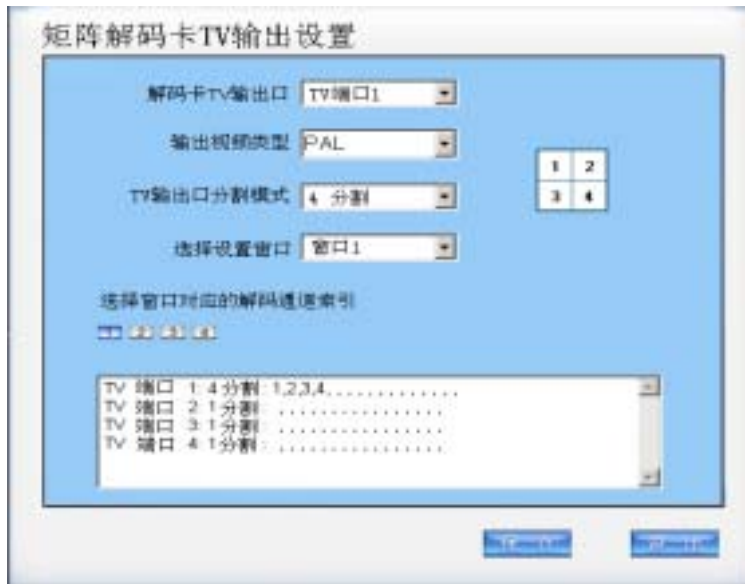 矩阵解码卡TV输出设置
解码卡TV输出口 TV端口1
输出视频类型 PAL
TV输出口分割模式 4 分割
选择设置窗口 窗口1
1 2
3 4
选择窗口对应的解码通道索引
1 2 3 4
TV 端口 1: 4分割: 1,2,3,4, , , , , , , , , , , , ,
TV 端口 2: 1分割: , , , , , , , , , , , , , , , ,
TV 端口 3: 1分割: , , , , , , , , , , , , , , , ,
TV 端口 4: 1分割: , , , , , , , , , , , , , , , ,